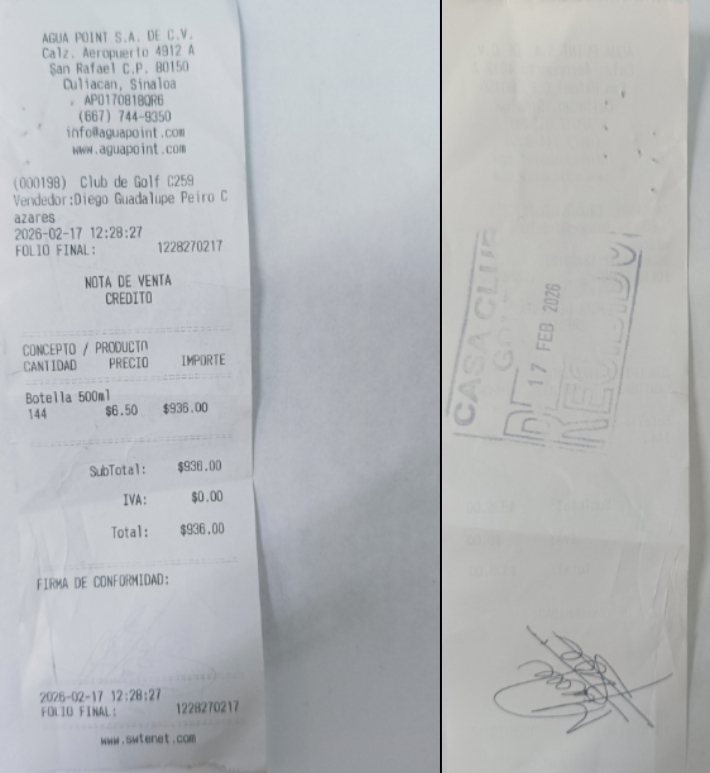 AGUA POINT S.A. DE C.V.
Calz. Aeropuerto 4912 A
San Rafael C.P. 80150
Culiacan, Sinaloa
APO170818QR6
(667) 744-9350
info@aguapoint.com
www.aguapoint.com
(000198) Club de Golf C259
Vendedor:Diego Guadalupe Peiro C
azares
2026-02-17 12:28:27
FOLIO FINAL: 1228270217
NOTA DE VENTA
CREDITO
CONCEPTO / PRODUCTO
CANTIDAD PRECIO IMPORTE
Botella 500ml
144 $6.50 $936.00
SubTotal: $936.00
IVA: $0.00
Total: $936.00
FIRMA DE CONFORMIDAD:
2026-02-17 12:28:27
FOLIO FINAL: 1228270217
www.swtenet.com
CASA CLUB
GOLF
17 FEB 2026
RECIBIDO